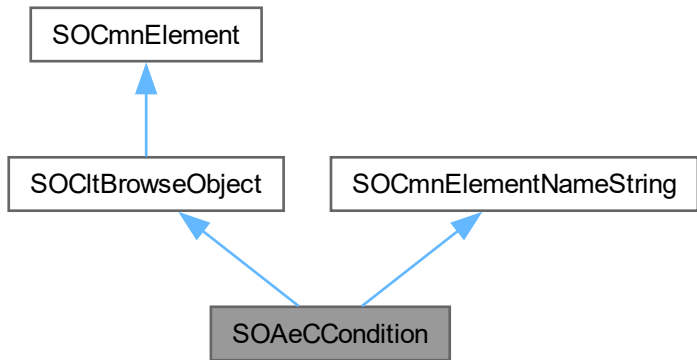 SOCmnElement
SOCltBrowseObject
SOCmnElementNameString
SOAeCCondition